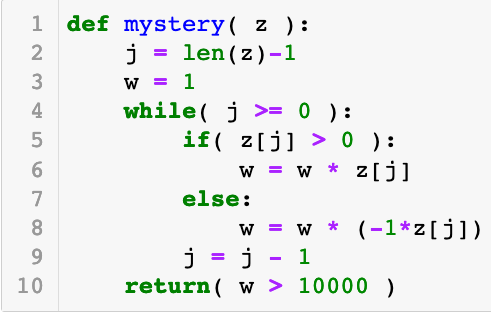 1 def mystery( z ):
2     j = len(z)-1
3     w = 1
4     while( j >= 0 ):
5         if( z[j] > 0 ):
6             w = w * z[j]
7         else:
8             w = w * (-1*z[j])
9         j = j - 1
10     return( w > 10000 )